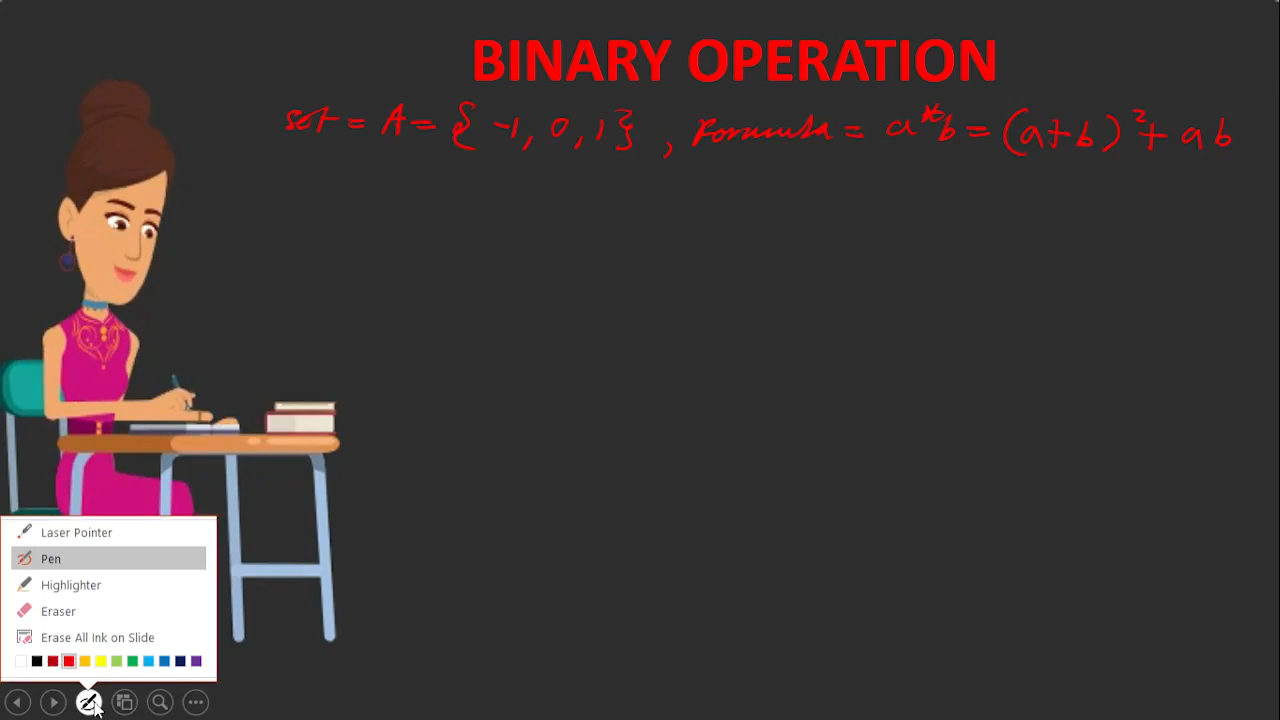 BINARY OPERATION
set = A = { -1, 0, 1 } , Formula = a * b = (a+b)² + ab
Laser Pointer
Pen
Highlighter
Eraser
Erase All Ink on Slide